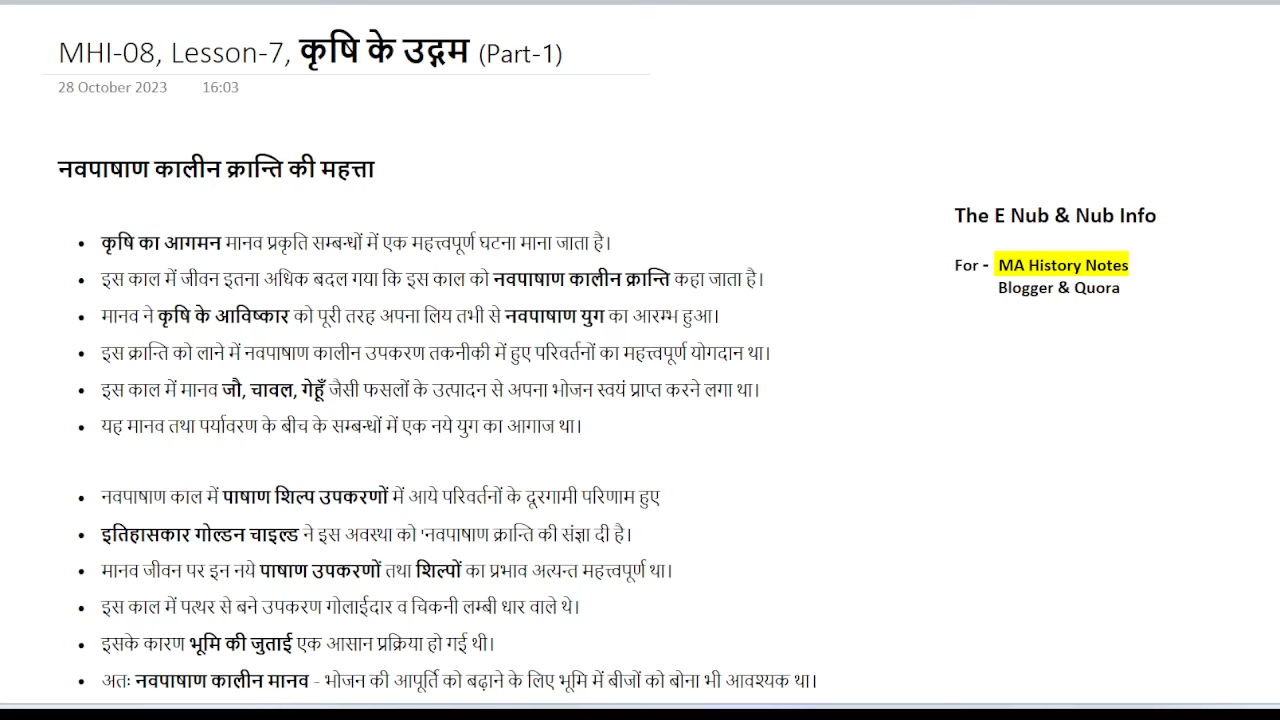 MHI-08, Lesson-7, कृषि के उद्गम (Part-1)
28 October 2023 16:03
नवपाषाण कालीन क्रान्ति की महत्ता
• कृषि का आगमन मानव प्रकृति सम्बन्धों में एक महत्त्वपूर्ण घटना माना जाता है।
• इस काल में जीवन इतना अधिक बदल गया कि इस काल को नवपाषाण कालीन क्रान्ति कहा जाता है।
• मानव ने कृषि के आविष्कार को पूरी तरह अपना लिय तभी से नवपाषाण युग का आरम्भ हुआ।
• इस क्रान्ति को लाने में नवपाषाण कालीन उपकरण तकनीकी में हुए परिवर्तनों का महत्त्वपूर्ण योगदान था।
• इस काल में मानव जौ, चावल, गेहूँ जैसी फसलों के उत्पादन से अपना भोजन स्वयं प्राप्त करने लगा था।
• यह मानव तथा पर्यावरण के बीच के सम्बन्धों में एक नये युग का आगाज था।
• नवपाषाण काल में पाषाण शिल्प उपकरणों में आये परिवर्तनों के दूरगामी परिणाम हुए
• इतिहासकार गोल्डन चाइल्ड ने इस अवस्था को 'नवपाषाण क्रान्ति की संज्ञा दी है।
• मानव जीवन पर इन नये पाषाण उपकरणों तथा शिल्पों का प्रभाव अत्यन्त महत्त्वपूर्ण था।
• इस काल में पत्थर से बने उपकरण गोलाईदार व चिकनी लम्बी धार वाले थे।
• इसके कारण भूमि की जुताई एक आसान प्रक्रिया हो गई थी।
• अतः नवपाषाण कालीन मानव - भोजन की आपूर्ति को बढ़ाने के लिए भूमि में बीजों को बोना भी आवश्यक था।
The E Nub & Nub Info
For - MA History Notes
Blogger & Quora